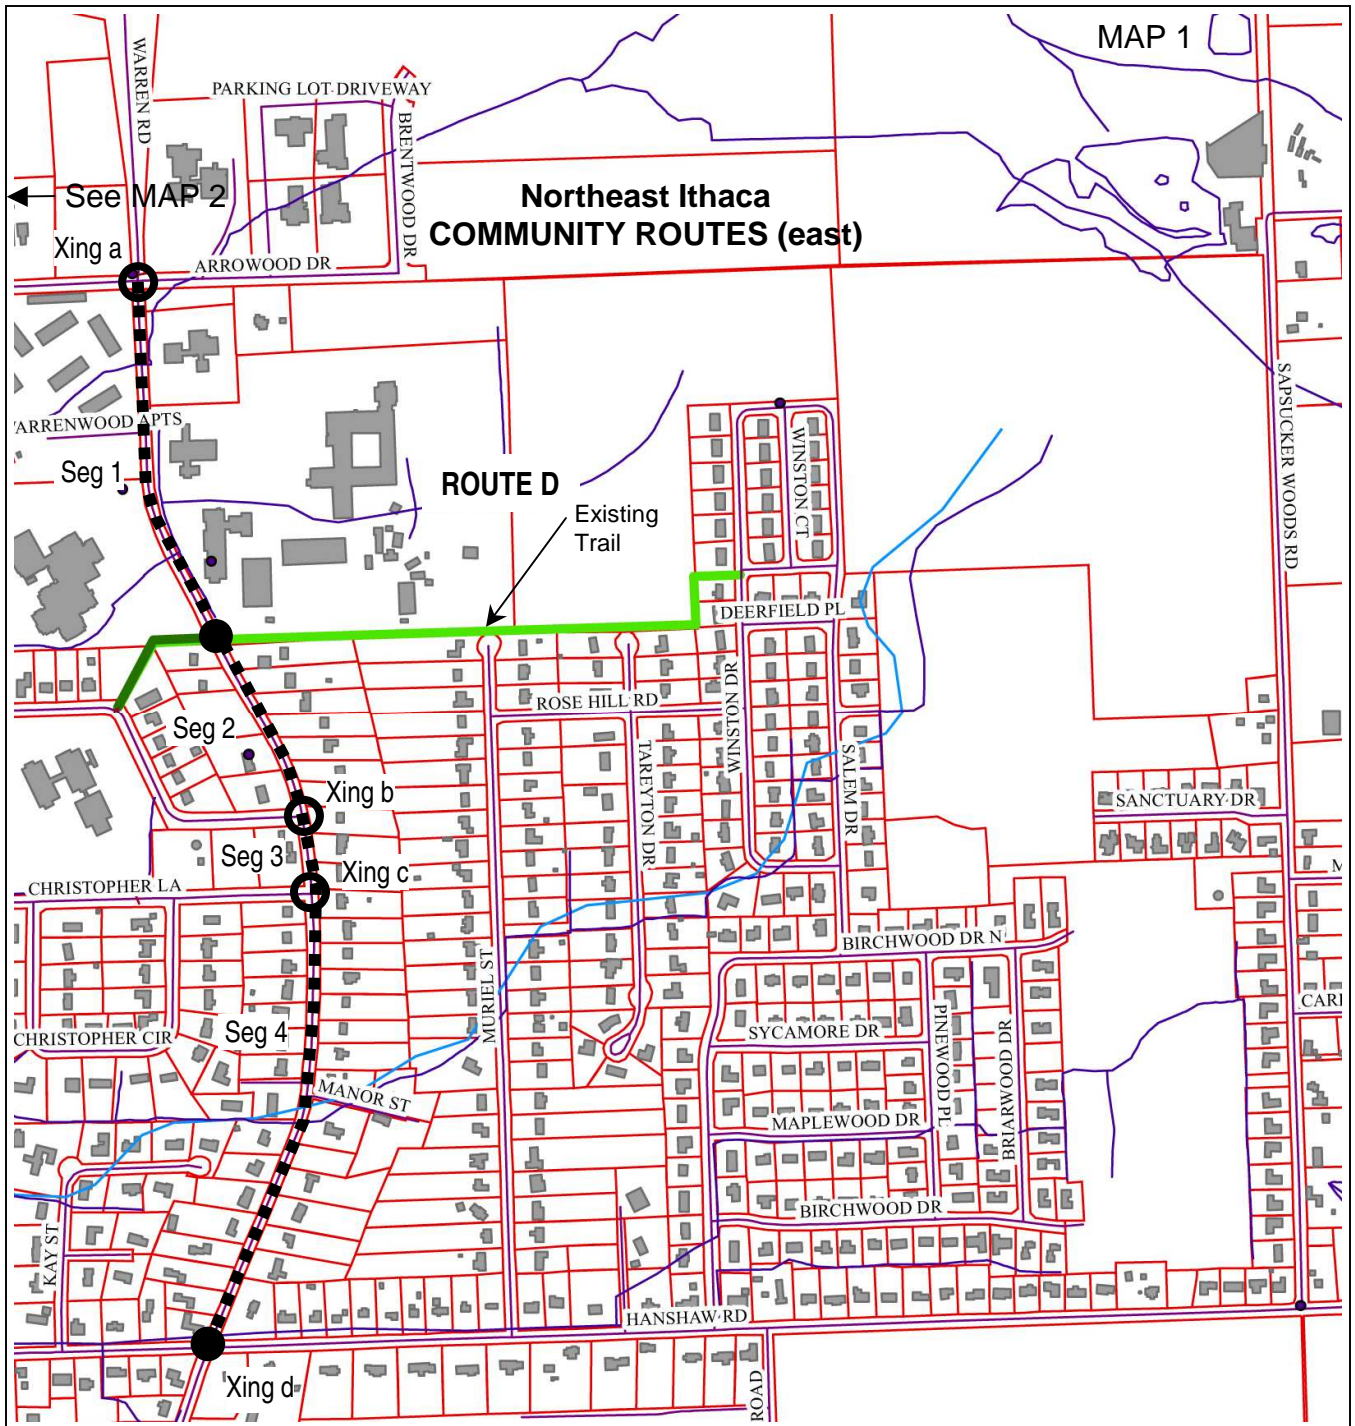 MAP 1
WARREN RD
PARKING LOT DRIVEWAY
BRENTWOOD DR
See MAP 2
Northeast Ithaca
COMMUNITY ROUTES (east)
Xing a
ARROWOOD DR
SAPSUCKER WOODS RD
ARRENWOOD APTS
WINSTON CT
Seg 1
ROUTE D
Existing
Trail
DEERFIELD PL
WINSTON DR
ROSE HILL RD
Seg 2
TAREYTON DR
SALEM DR
Xing b
SANCTUARY DR
Seg 3
Xing c
CHRISTOPHER LA
BIRCHWOOD DR N
MURIEL ST
CHRISTOPHER CIR
Seg 4
SYCAMORE DR
PINEWOOD PL
BRIARWOOD DR
MANOR ST
MAPLEWOOD DR
BIRCHWOOD DR
KAY ST
HANSHAW RD
Xing d
ROAD